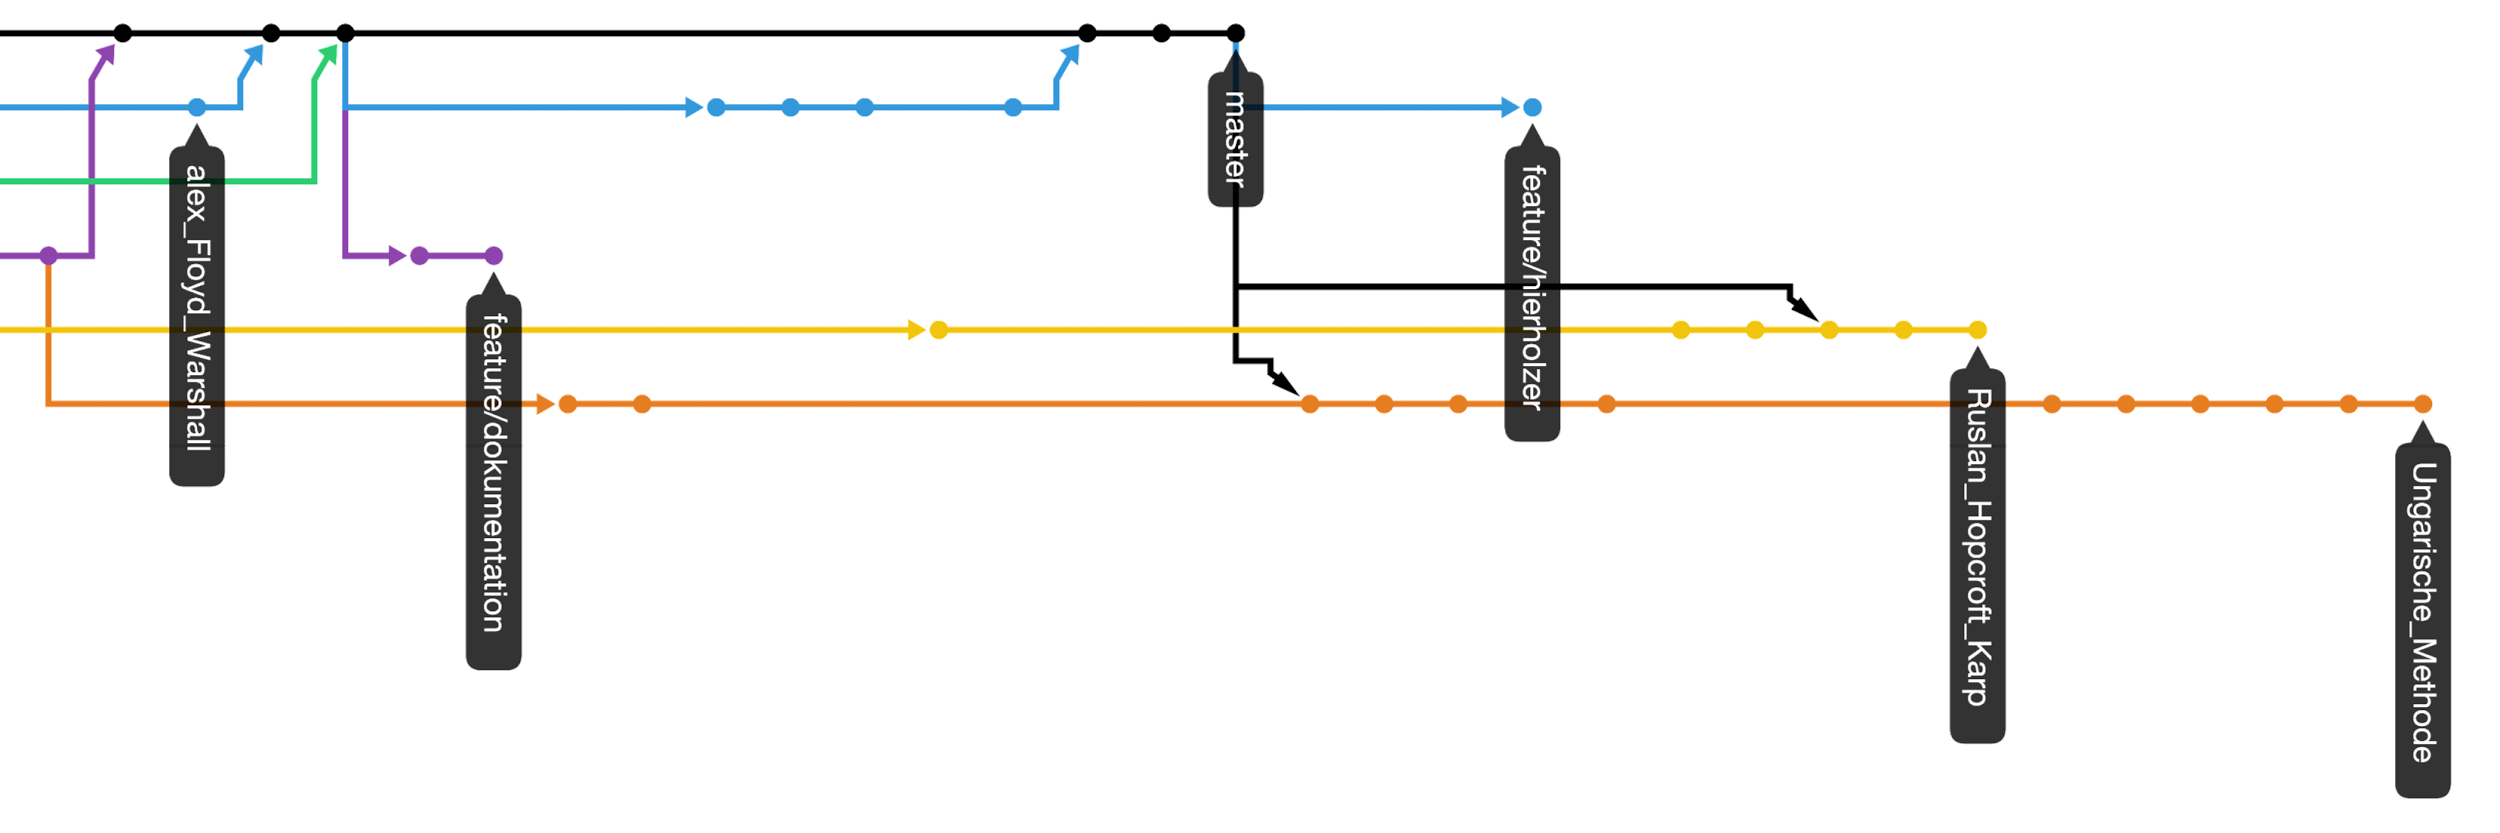 alex_Floyd_Warshall
feature/dokumentation
master
feature/hierholzer
Ruslan_Hopcroft_Karp
Ungarische_Methode